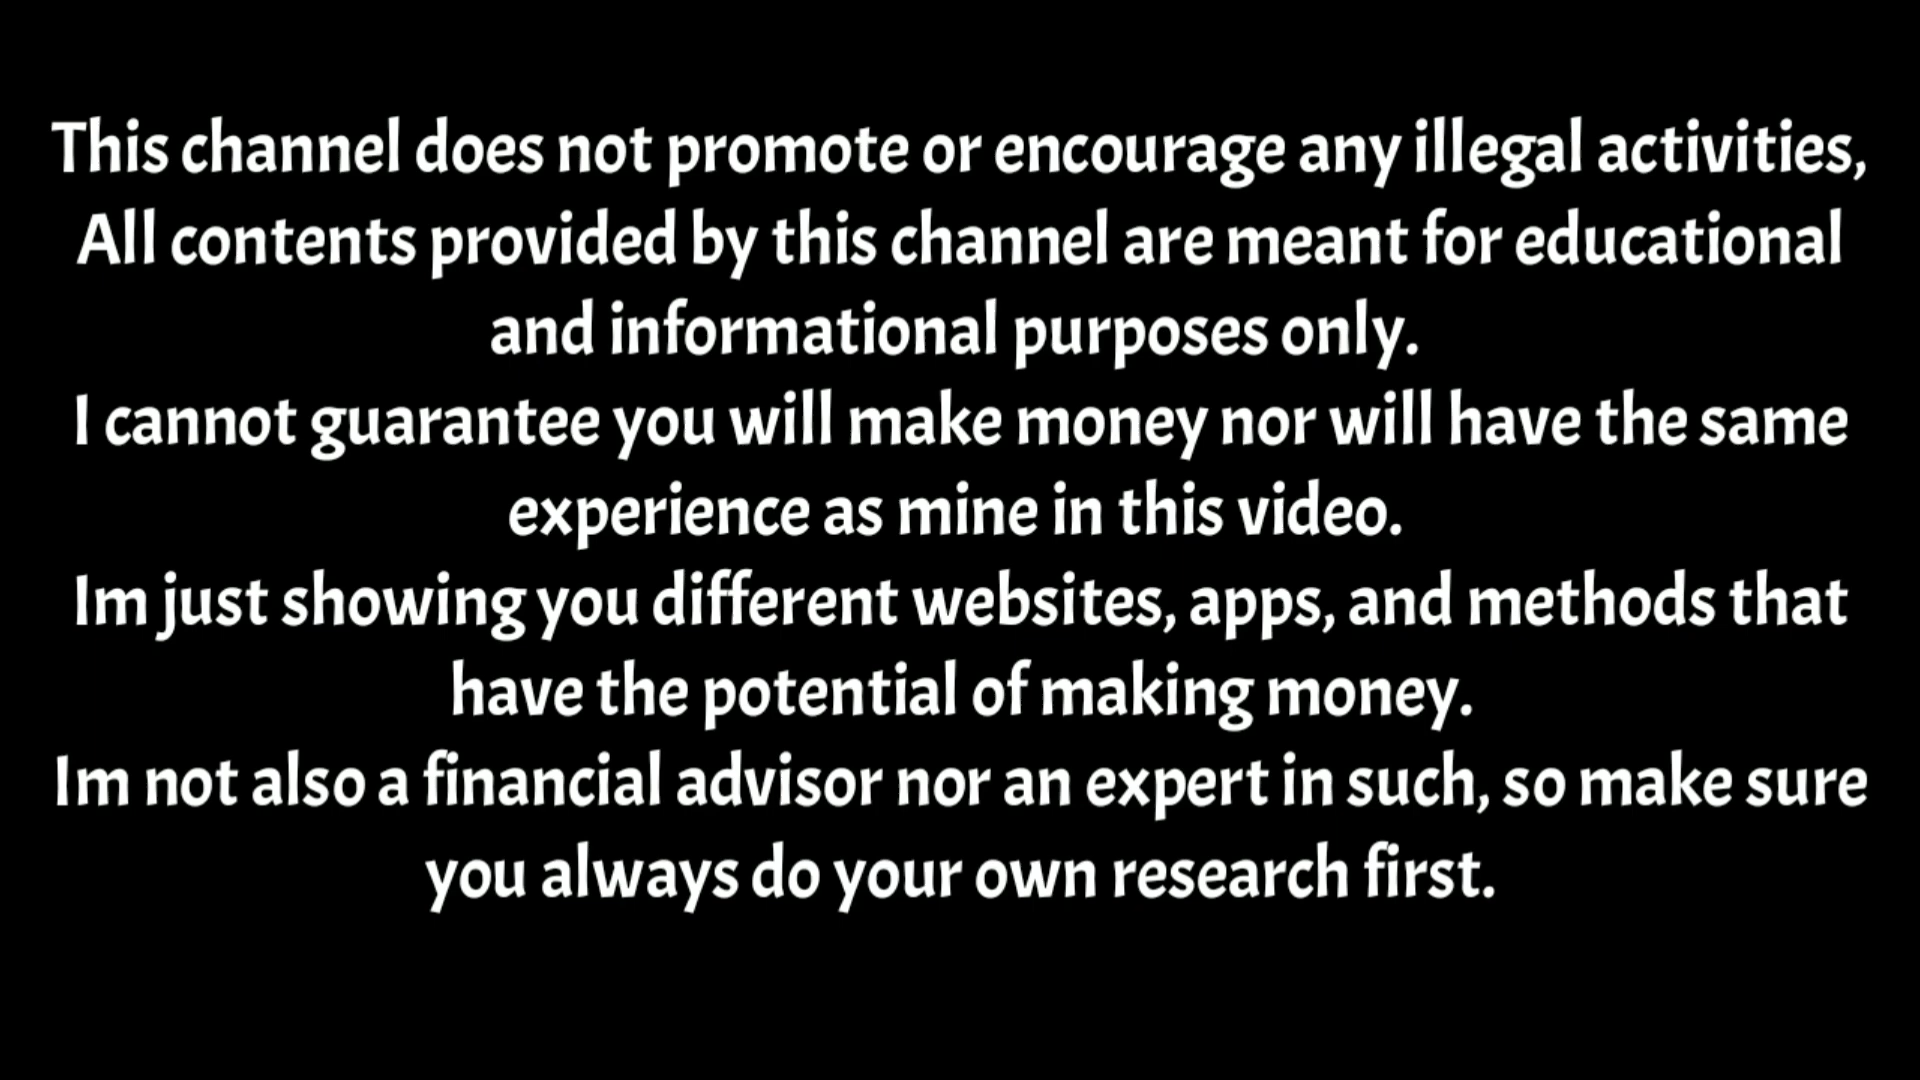 This channel does not promote or encourage any illegal activities,
All contents provided by this channel are meant for educational
and informational purposes only.
I cannot guarantee you will make money nor will have the same
experience as mine in this video.
Im just showing you different websites, apps, and methods that
have the potential of making money.
Im not also a financial advisor nor an expert in such, so make sure
you always do your own research first.